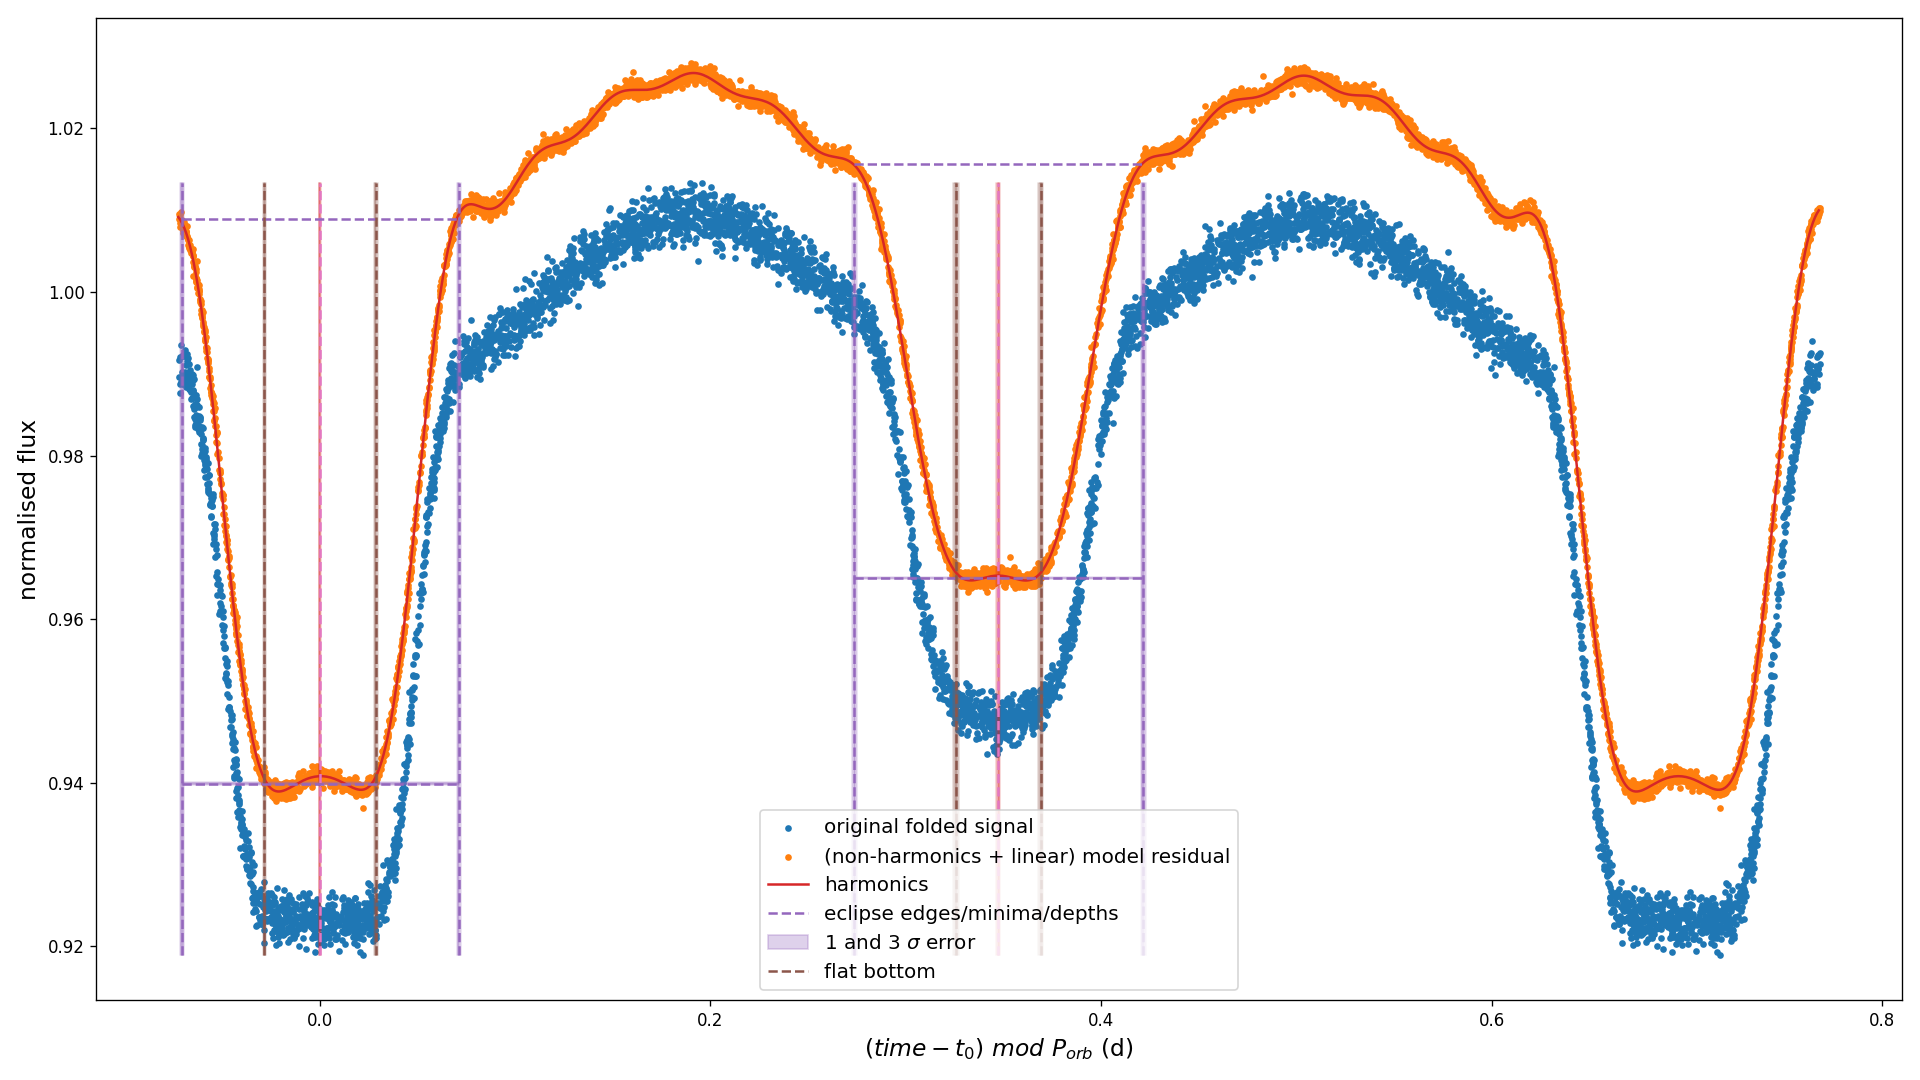 normalised flux
1.02
1.00
0.98
0.96
0.94
0.92
original folded signal
(non-harmonics + linear) model residual
harmonics
eclipse edges/minima/depths
1 and 3 σ error
flat bottom
0.0 0.2 0.4 0.6 0.8
(time − t₀) mod P_orb (d)